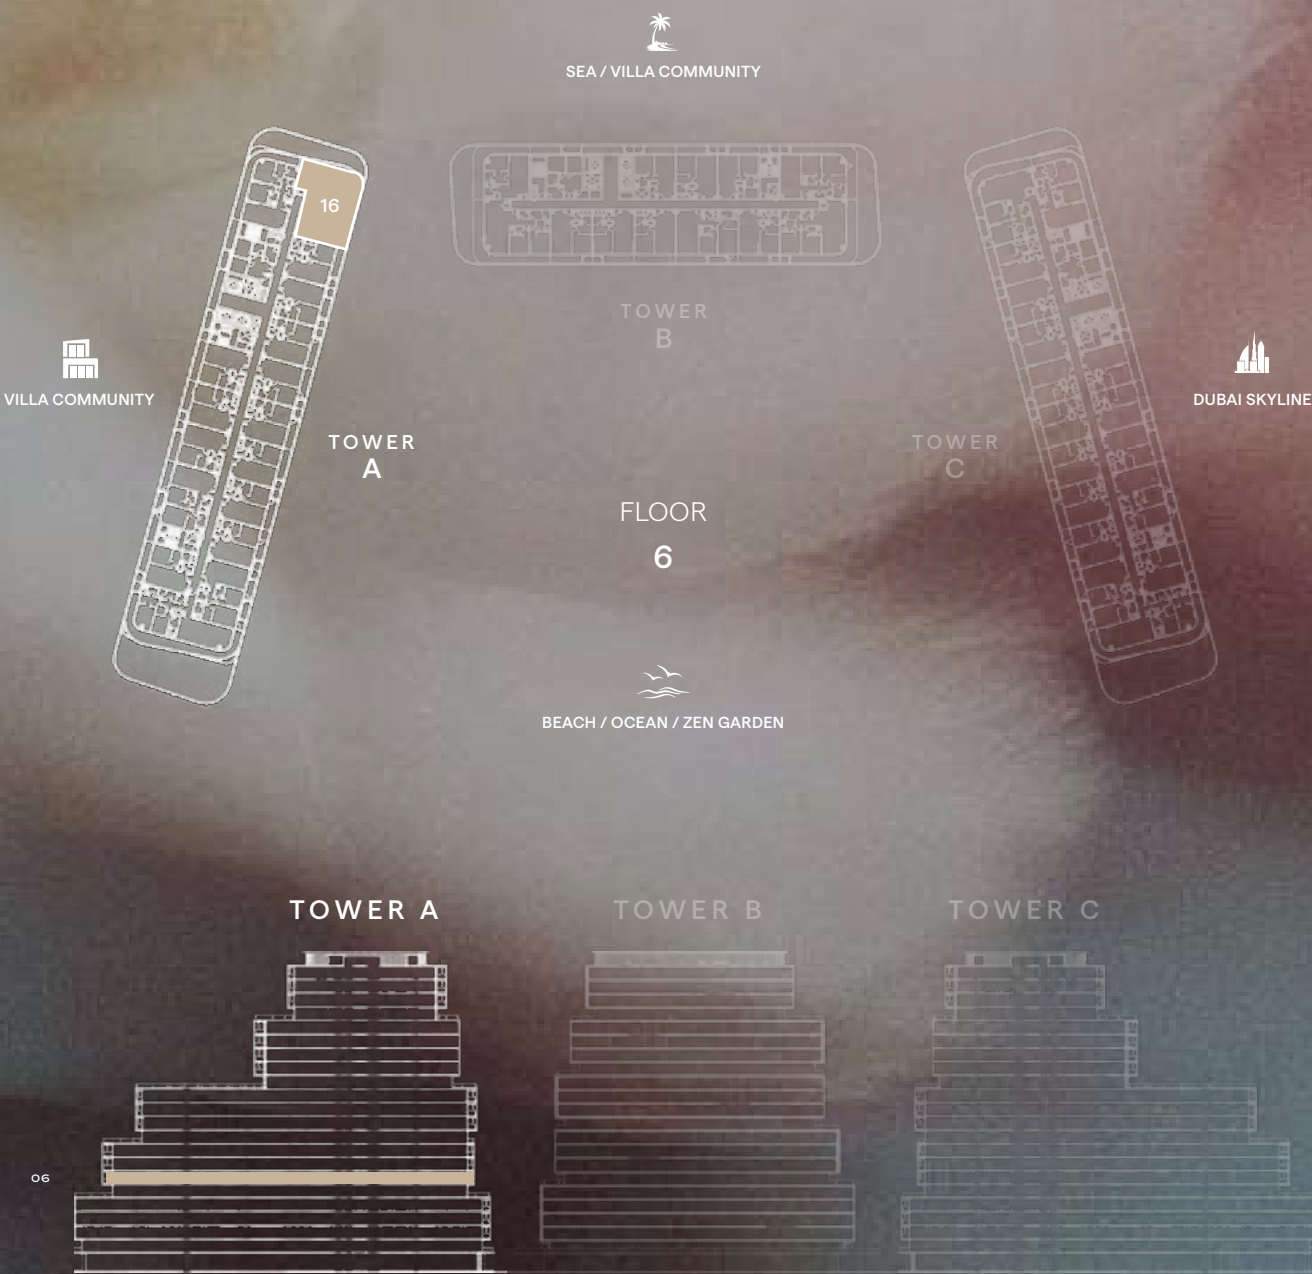 SEA / VILLA COMMUNITY
16
TOWER
B
VILLA COMMUNITY
DUBAI SKYLINE
TOWER
A
TOWER
C
FLOOR
6
BEACH / OCEAN / ZEN GARDEN
TOWER A
TOWER B
TOWER C
06